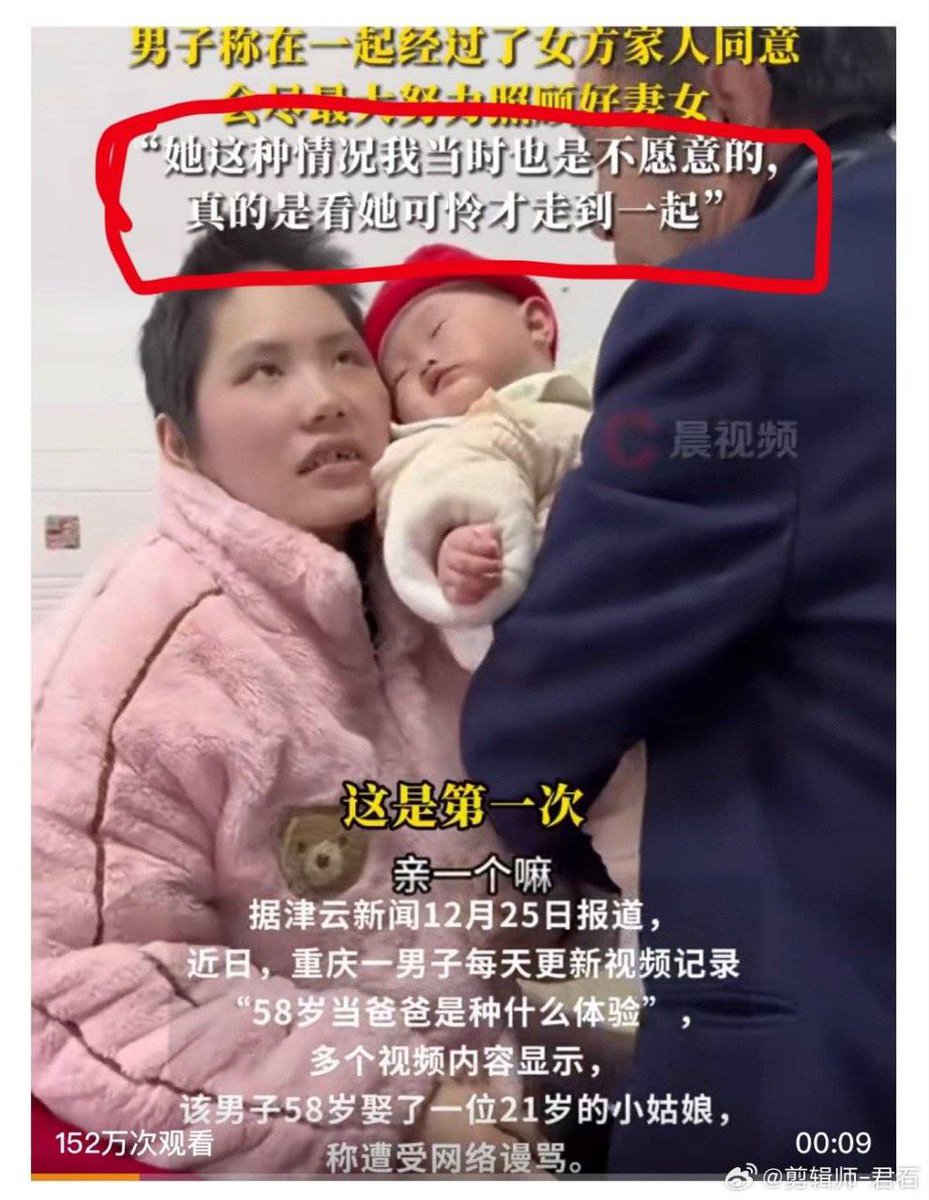 男子称在一起经过了女方家人同意
会尽最大努力照顾好妻女
“她这种情况我当时也是不愿意的,
真的是看她可怜才走到一起”
晨视频
这是第一次
亲一个嘛
据津云新闻12月25日报道，
近日，重庆一男子每天更新视频记录
“58岁当爸爸是种什么体验”，
多个视频内容显示，
该男子58岁娶了一位21岁的小姑娘，
152万次观看
00:09
称遭受网络谩骂。
@剪辑师-君石